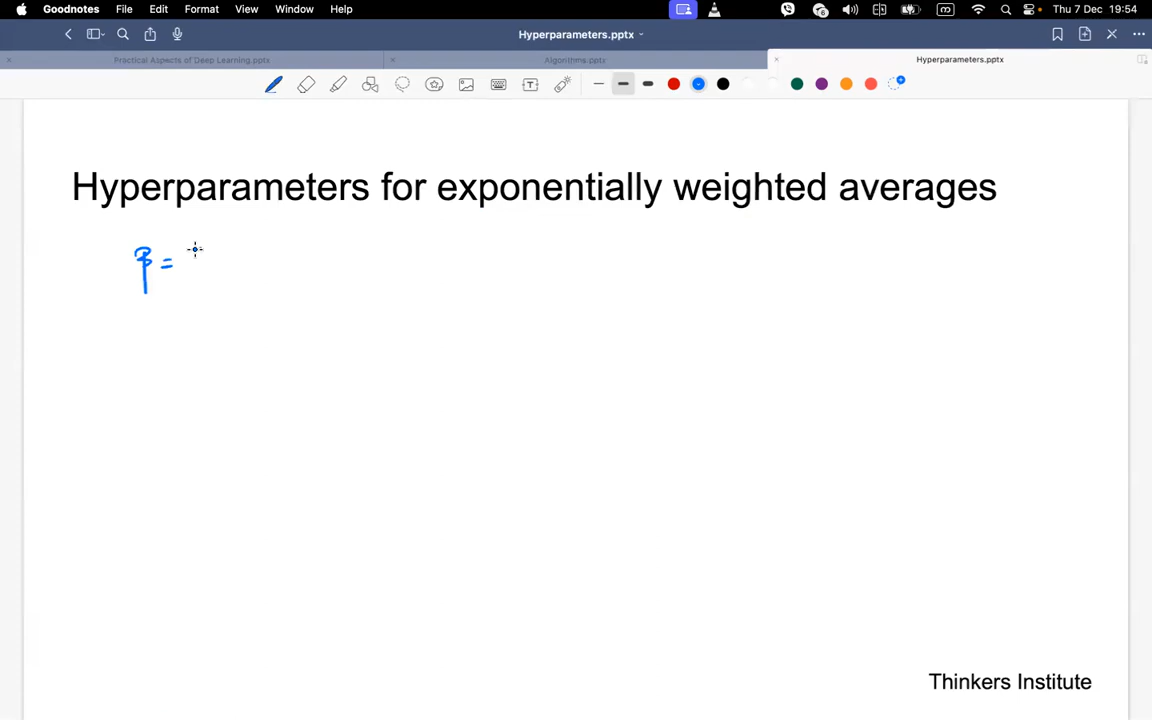 Goodnotes File Edit Format View Window Help Thu 7 Dec 19:54
Hyperparameters.pptx
Practical Aspects of Deep Learning.pptx Algorithms.pptx Hyperparameters.pptx
Hyperparameters for exponentially weighted averages
β =
Thinkers Institute